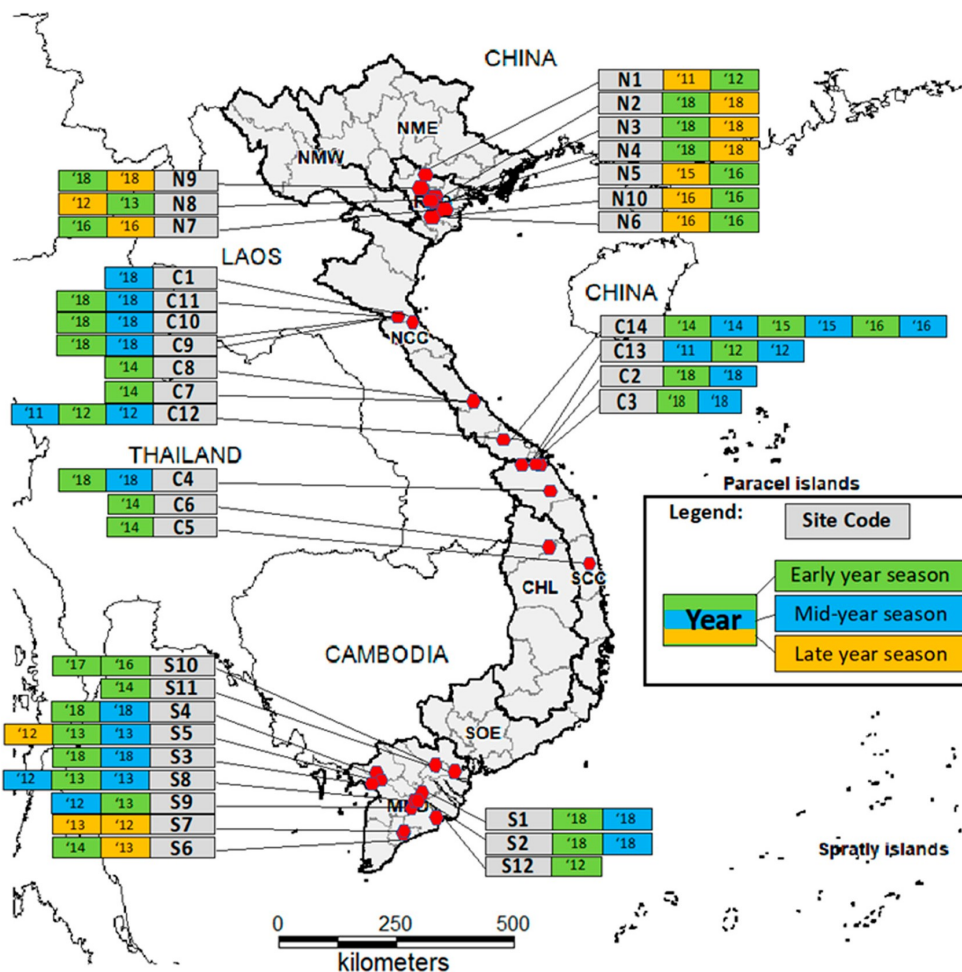 CHINA
N1 '11 '12
N2 '18 '18
N3 '18 '18
N4 '18 '18
N5 '15 '16
N10 '16 '16
N6 '16 '16
NME
NMW
'18 '18 N9
'12 '13 N8
'16 '16 N7
LAOS
'18 C1
'18 '18 C11
'18 '18 C10
'18 '18 C9
'14 C8
'14 C7
'11 '12 '12 C12
NCC
CHINA
C14 '14 '14 '15 '15 '16 '16
C13 '11 '12 '12
C2 '18 '18
C3 '18 '18
THAILAND
'18 '18 C4
'14 C6
'14 C5
Paracel islands
Legend:
Site Code
Year
Early year season
Mid-year season
Late year season
CHL
SCC
CAMBODIA
'17 '16 S10
'14 S11
'18 '18 S4
'12 '13 '13 S5
'18 '18 S3
'12 '13 '13 S8
'12 '13 S9
'13 '12 S7
'14 '13 S6
SOE
S1 '18 '18
S2 '18 '18
S12 '12
Spratly islands
0 250 500
kilometers